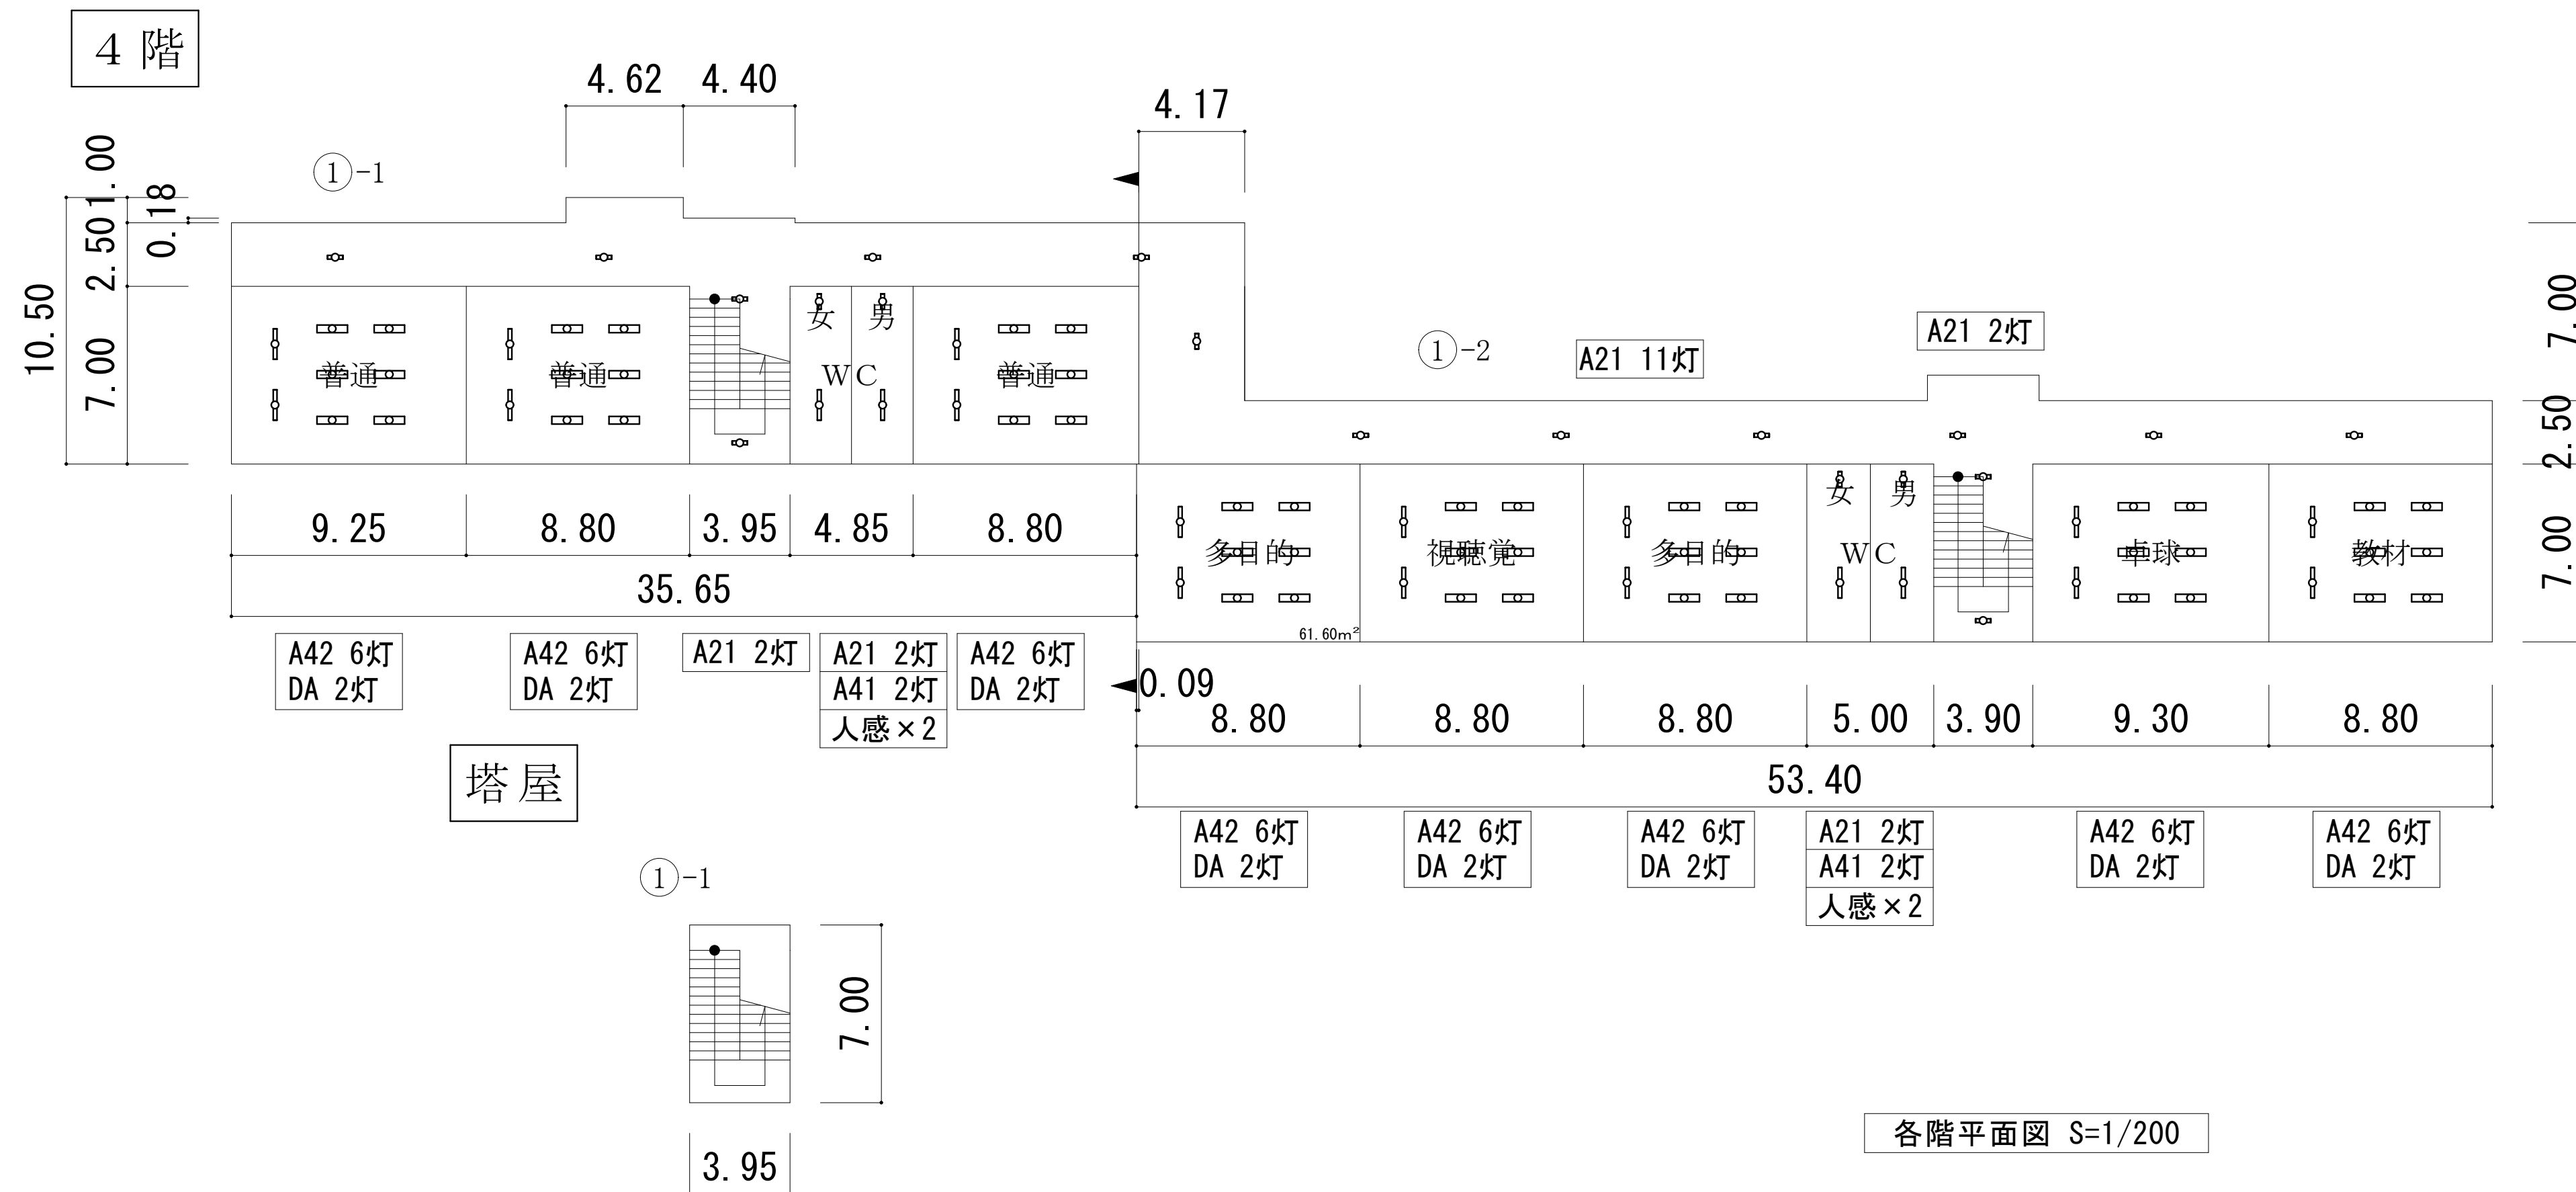 4 階
4.62
4.40
4.17
①-1
1.00
0.18
2.50
10.50
7.00
女
男
普通
普通
WC
普通
①-2
A21 11灯
A21 2灯
7.00
2.50
7.00
9.25
8.80
3.95
4.85
8.80
35.65
女
男
多目的
視聴覚
多目的
WC
卓球
教材
61.60m²
A42 6灯
DA 2灯
A42 6灯
DA 2灯
A21 2灯
A21 2灯
A41 2灯
人感×2
A42 6灯
DA 2灯
0.09
8.80
8.80
8.80
5.00
3.90
9.30
8.80
53.40
A42 6灯
DA 2灯
A42 6灯
DA 2灯
A42 6灯
DA 2灯
A21 2灯
A41 2灯
人感×2
A42 6灯
DA 2灯
A42 6灯
DA 2灯
塔屋
①-1
7.00
3.95
各階平面図 S=1/200